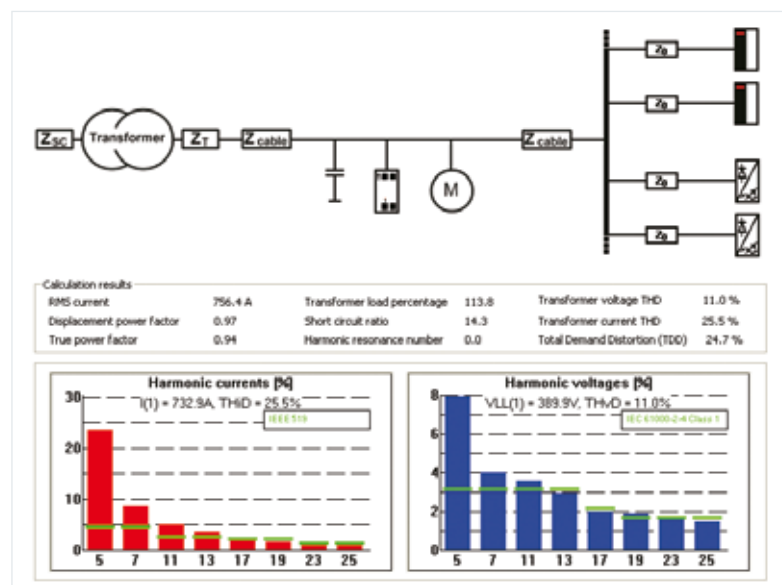 Z0
Z0
ZSC
Transformer
ZT
Zcable
Zcable
M
Z0
Z0
Calculation results
RMS current 756.4 A Transformer load percentage 113.8 Transformer voltage THD 11.0 %
Displacement power factor 0.97 Short circuit ratio 14.3 Transformer current THD 25.5 %
True power factor 0.94 Harmonic resonance number 0.0 Total Demand Distortion (TDD) 24.7 %
Harmonic currents [%]
I(1) = 732.9A, THiD = 25.5%
IEEE 519
30
20
10
0
5 7 11 13 17 19 23 25
Harmonic voltages [%]
VLL(1) = 389.9V, THvD = 11.0%
IEC 61000-2-4 Class 1
8
6
4
2
0
5 7 11 13 17 19 23 25